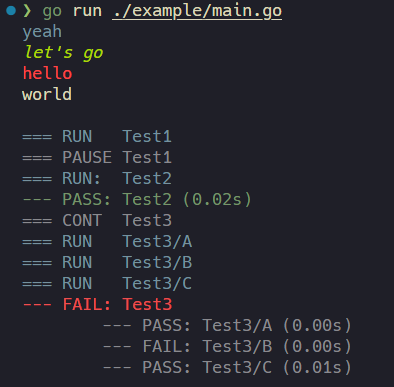 ❯ go run ./example/main.go
yeah
let's go
hello
world
=== RUN   Test1
=== PAUSE Test1
=== RUN:  Test2
--- PASS: Test2 (0.02s)
=== CONT  Test3
=== RUN   Test3/A
=== RUN   Test3/B
=== RUN   Test3/C
--- FAIL: Test3
        --- PASS: Test3/A (0.00s)
        --- FAIL: Test3/B (0.00s)
        --- PASS: Test3/C (0.01s)